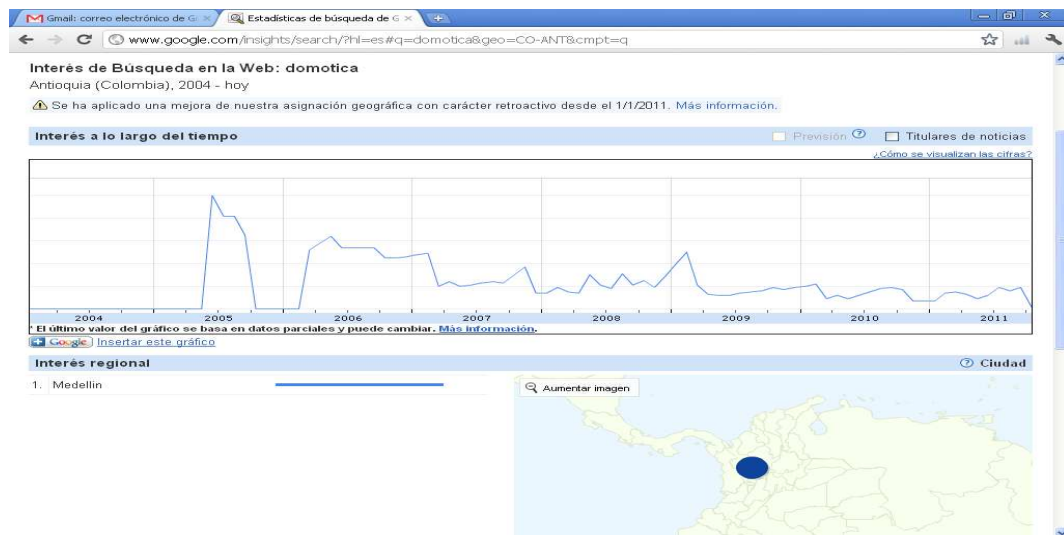 Gmail: correo electrónico de G
Estadísticas de búsqueda de G
www.google.com/insights/search/?hl=es#q=domotica&geo=CO-ANT&cmpt=q
Interés de Búsqueda en la Web: domotica
Antioquia (Colombia), 2004 - hoy
Se ha aplicado una mejora de nuestra asignación geográfica con carácter retroactivo desde el 1/1/2011. Más información.
Interés a lo largo del tiempo
Previsión ? Titulares de noticias
¿Cómo se visualizan las cifras?
2004 2005 2006 2007 2008 2009 2010 2011
* El último valor del gráfico se basa en datos parciales y puede cambiar. Más información.
Google Insertar este gráfico
Interés regional
? Ciudad
1. Medellin
Aumentar imagen